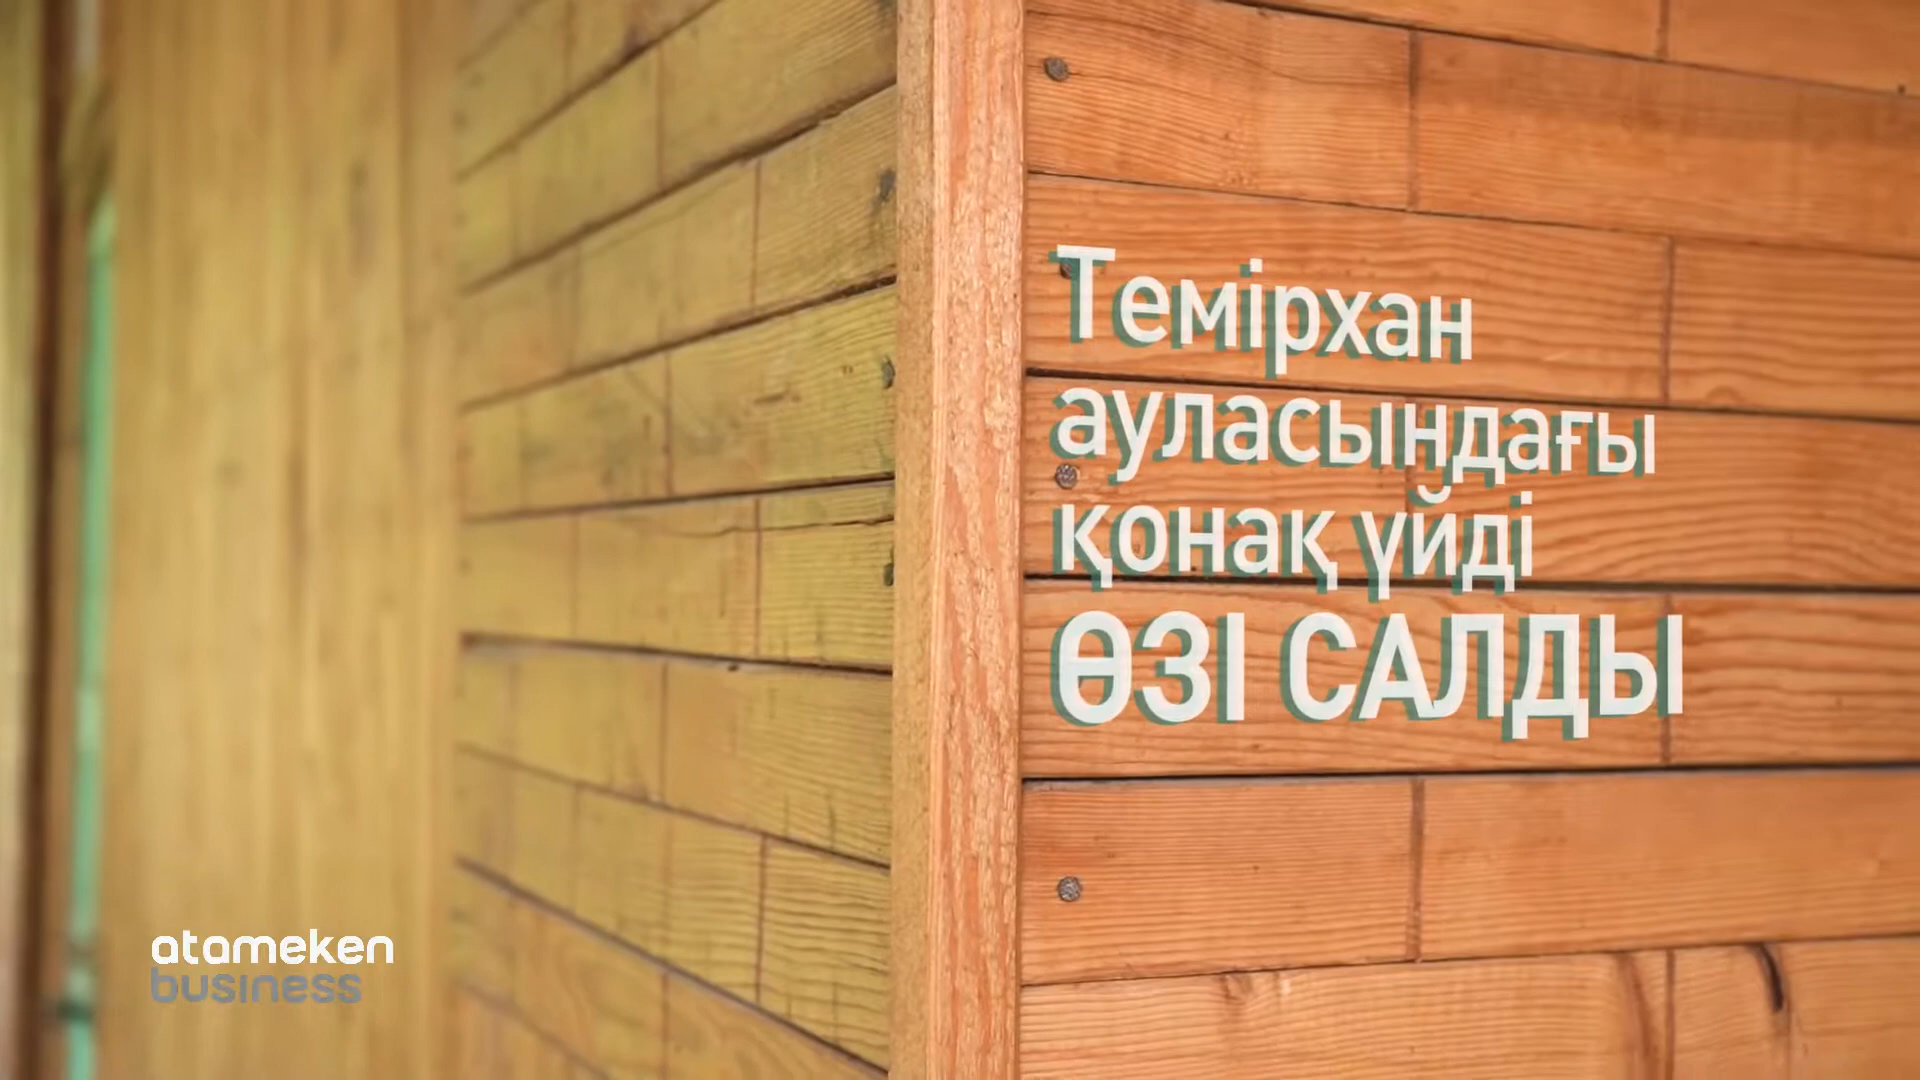 Темірхан
ауласындағы
қонақ үйді
ӨЗІ САЛДЫ
atameken
business